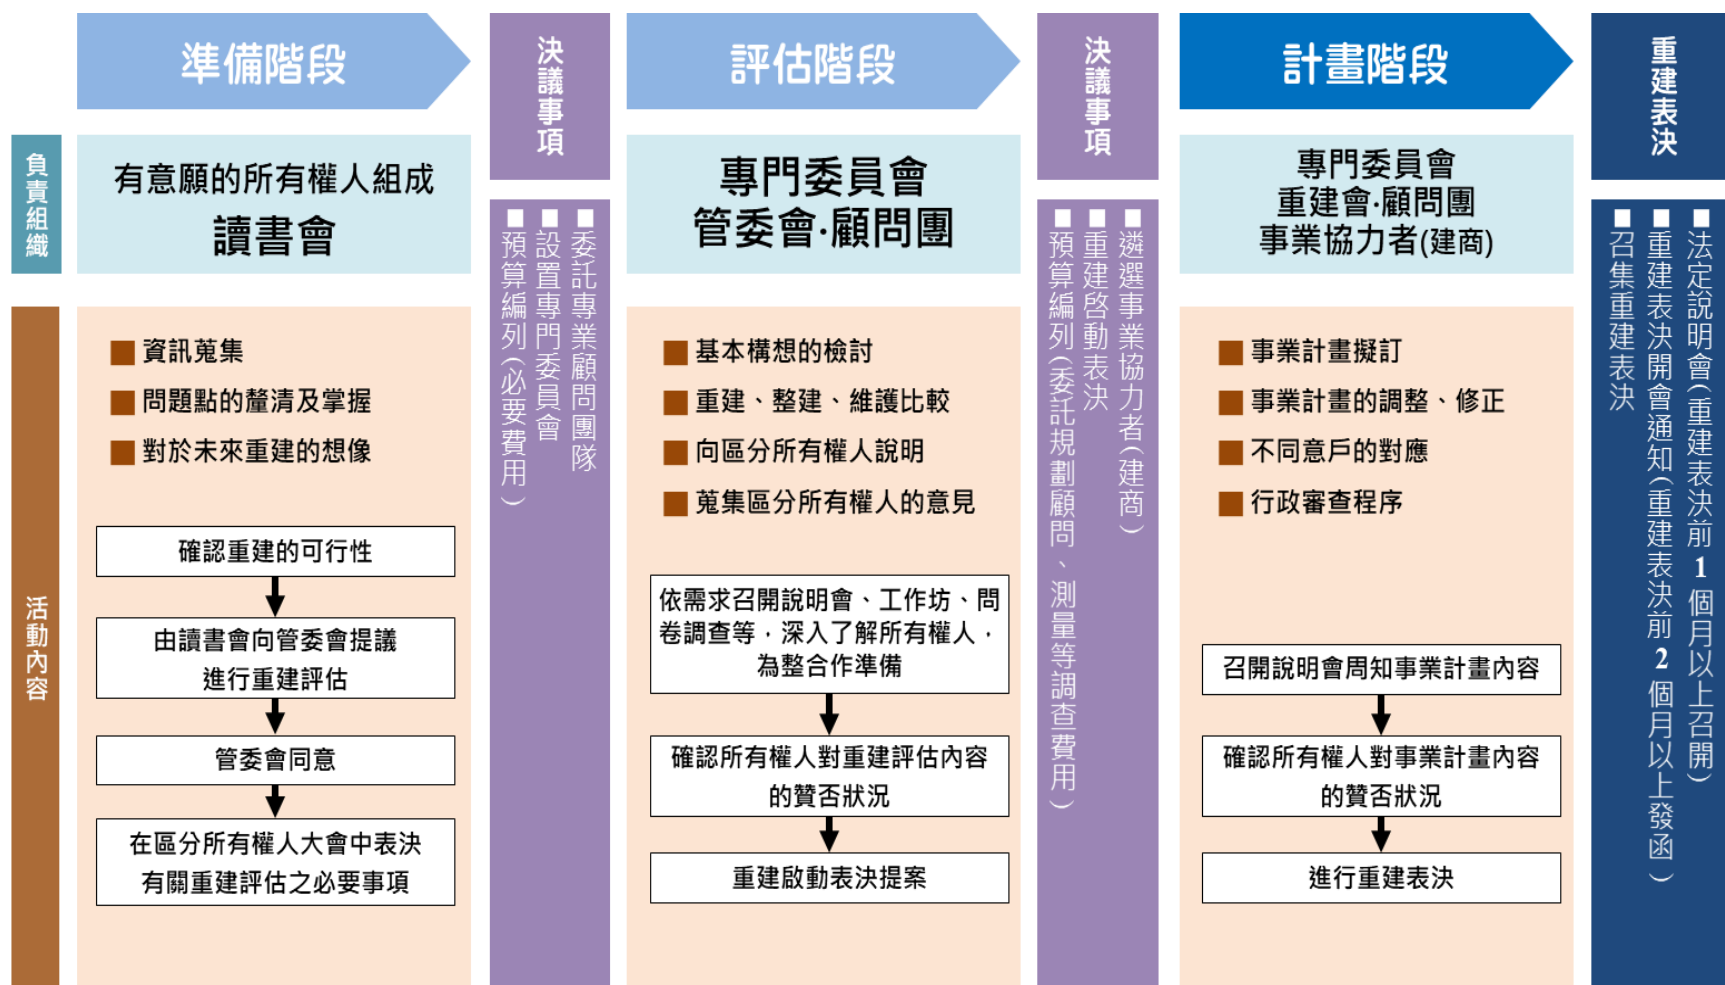 準備階段
決議事項
評估階段
決議事項
計畫階段
重建表決
負責組織
有意願的所有權人組成
讀書會
專門委員會
管委會·顧問團
專門委員會
重建會·顧問團
事業協力者(建商)
活動內容
■ 資訊蒐集
■ 問題點的釐清及掌握
■ 對於未來重建的想像
確認重建的可行性
由讀書會向管委會提議
進行重建評估
管委會同意
在區分所有權人大會中表決
有關重建評估之必要事項
■委託專業顧問團隊
■設置專門委員會
■預算編列(必要費用)
■ 基本構想的檢討
■ 重建、整建、維護比較
■ 向區分所有權人說明
■ 蒐集區分所有權人的意見
依需求召開說明會、工作坊、問
卷調查等，深入了解所有權人，
為整合作準備
確認所有權人對重建評估內容
的贊否狀況
重建啟動表決提案
■遴選事業協力者(建商)
■重建啓動表決
■預算編列(委託規劃顧問、測量等調查費用)
■ 事業計畫擬訂
■ 事業計畫的調整、修正
■ 不同意戶的對應
■ 行政審查程序
召開說明會周知事業計畫內容
確認所有權人對事業計畫內容
的贊否狀況
進行重建表決
■法定說明會(重建表決前1個月以上召開)
■重建表決開會通知(重建表決前2個月以上發函)
■召集重建表決